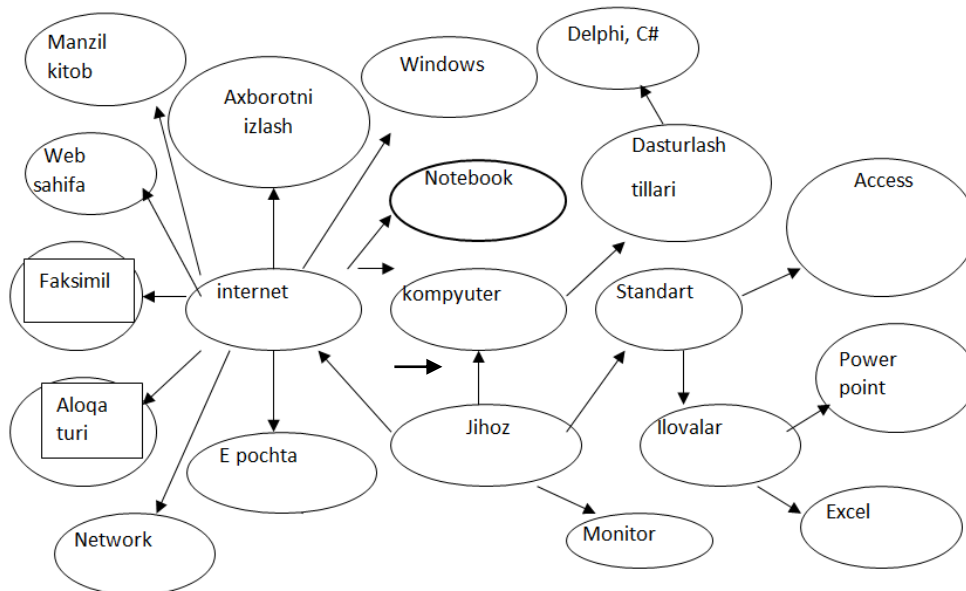 Manzil
kitob
Axborotni
izlash
Windows
Delphi, C#
Web
sahifa
Notebook
Dasturlash
tillari
Access
Faksimil
internet
kompyuter
Standart
Aloqa
turi
E pochta
Jihoz
Ilovalar
Power
point
Network
Monitor
Excel